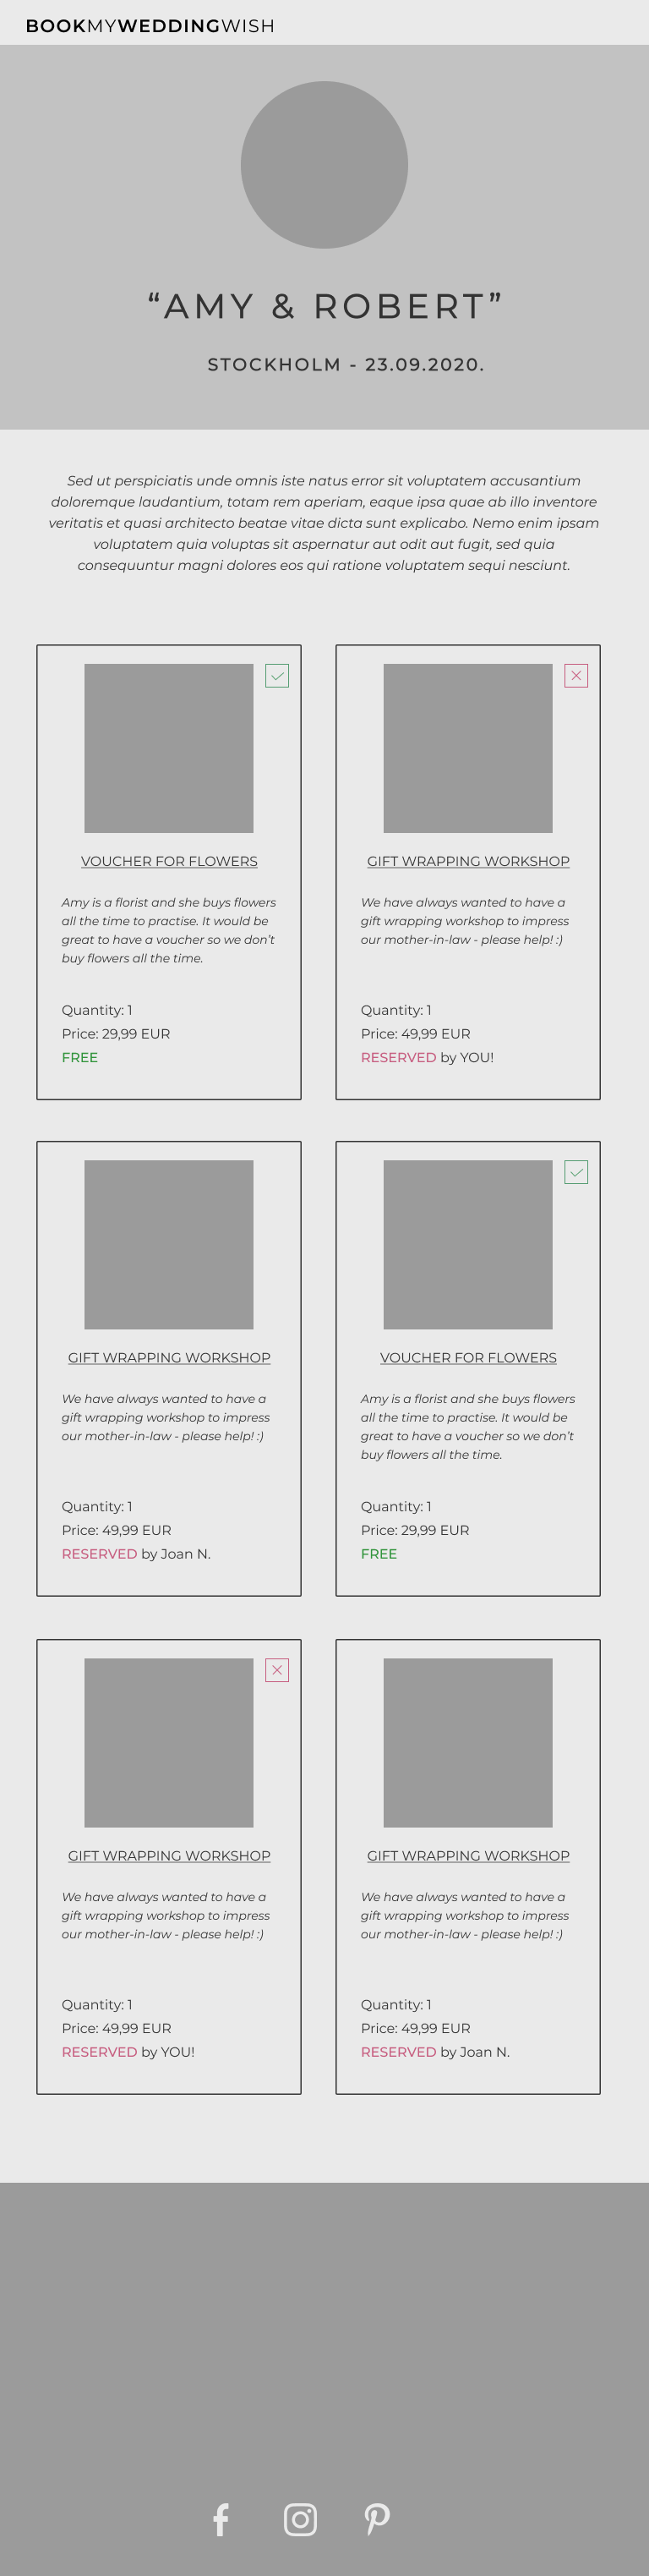 BOOKMYWEDDINGWISH
“AMY & ROBERT”
STOCKHOLM - 23.09.2020.
Sed ut perspiciatis unde omnis iste natus error sit voluptatem accusantium
doloremque laudantium, totam rem aperiam, eaque ipsa quae ab illo inventore
veritatis et quasi architecto beatae vitae dicta sunt explicabo. Nemo enim ipsam
voluptatem quia voluptas sit aspernatur aut odit aut fugit, sed quia
consequuntur magni dolores eos qui ratione voluptatem sequi nesciunt.
VOUCHER FOR FLOWERS
Amy is a florist and she buys flowers
all the time to practise. It would be
great to have a voucher so we don’t
buy flowers all the time.
Quantity: 1
Price: 29,99 EUR
FREE
GIFT WRAPPING WORKSHOP
We have always wanted to have a
gift wrapping workshop to impress
our mother-in-law - please help! :)
Quantity: 1
Price: 49,99 EUR
RESERVED by YOU!
GIFT WRAPPING WORKSHOP
We have always wanted to have a
gift wrapping workshop to impress
our mother-in-law - please help! :)
Quantity: 1
Price: 49,99 EUR
RESERVED by Joan N.
VOUCHER FOR FLOWERS
Amy is a florist and she buys flowers
all the time to practise. It would be
great to have a voucher so we don’t
buy flowers all the time.
Quantity: 1
Price: 29,99 EUR
FREE
GIFT WRAPPING WORKSHOP
We have always wanted to have a
gift wrapping workshop to impress
our mother-in-law - please help! :)
Quantity: 1
Price: 49,99 EUR
RESERVED by YOU!
GIFT WRAPPING WORKSHOP
We have always wanted to have a
gift wrapping workshop to impress
our mother-in-law - please help! :)
Quantity: 1
Price: 49,99 EUR
RESERVED by Joan N.